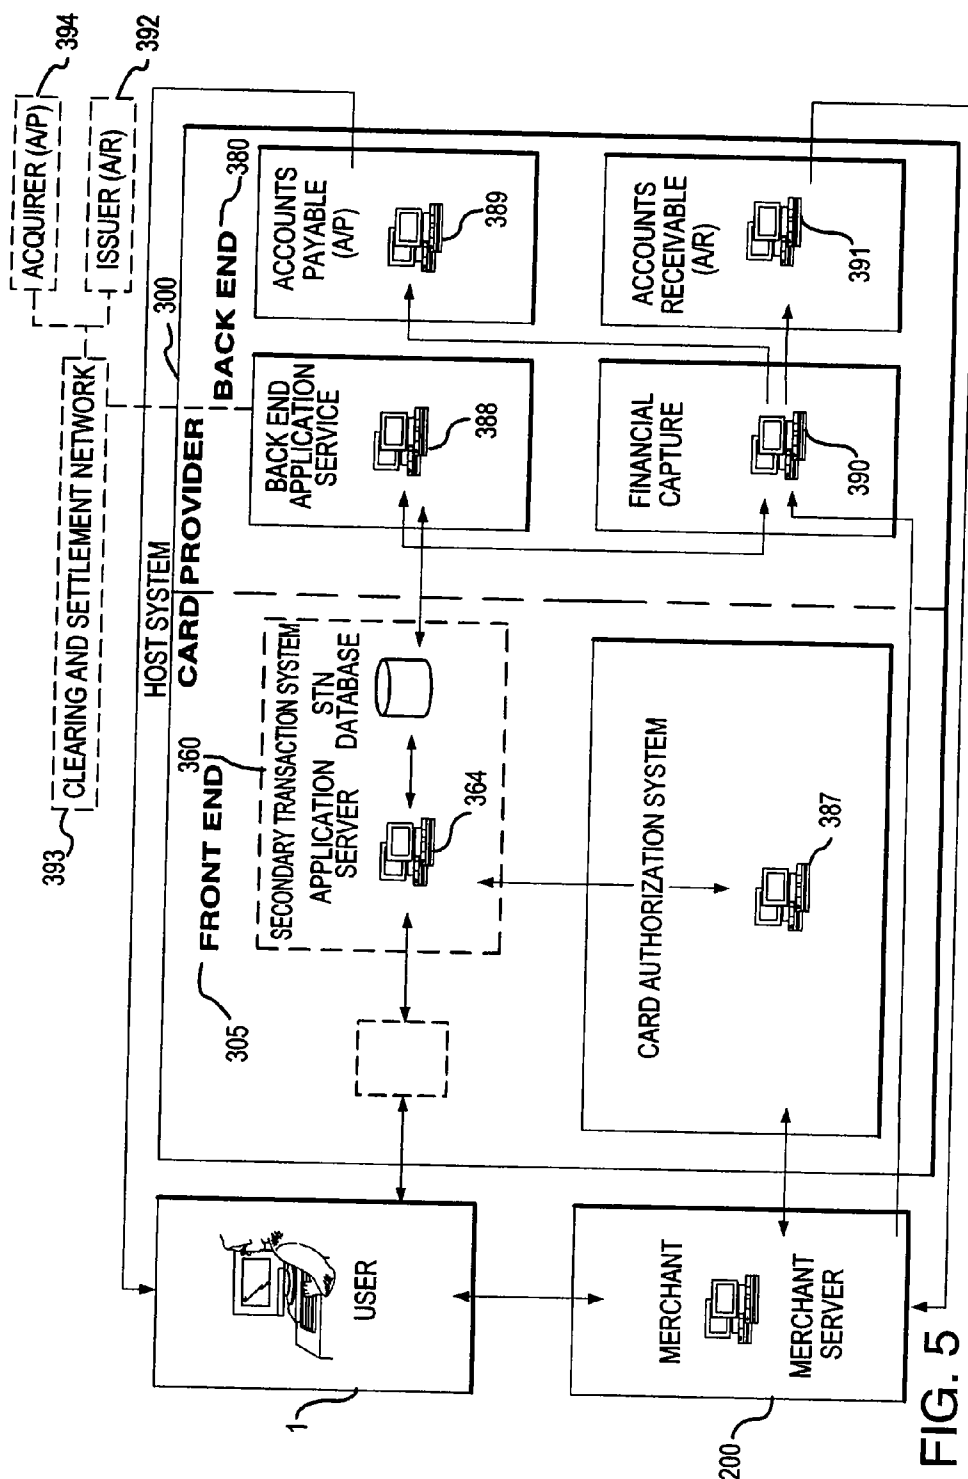 394
ACQUIRER (A/P)
392
ISSUER (A/R)
393
CLEARING AND SETTLEMENT NETWORK
HOST SYSTEM
300
CARD PROVIDER
305
FRONT END
BACK END
380
360
SECONDARY TRANSACTION SYSTEM
APPLICATION
SERVER
364
STN
DATABASE
BACK END
APPLICATION
SERVICE
388
ACCOUNTS
PAYABLE
(A/P)
389
USER
1
CARD AUTHORIZATION SYSTEM
387
FINANCIAL
CAPTURE
390
ACCOUNTS
RECEIVABLE
(A/R)
391
MERCHANT
MERCHANT
SERVER
200
FIG. 5